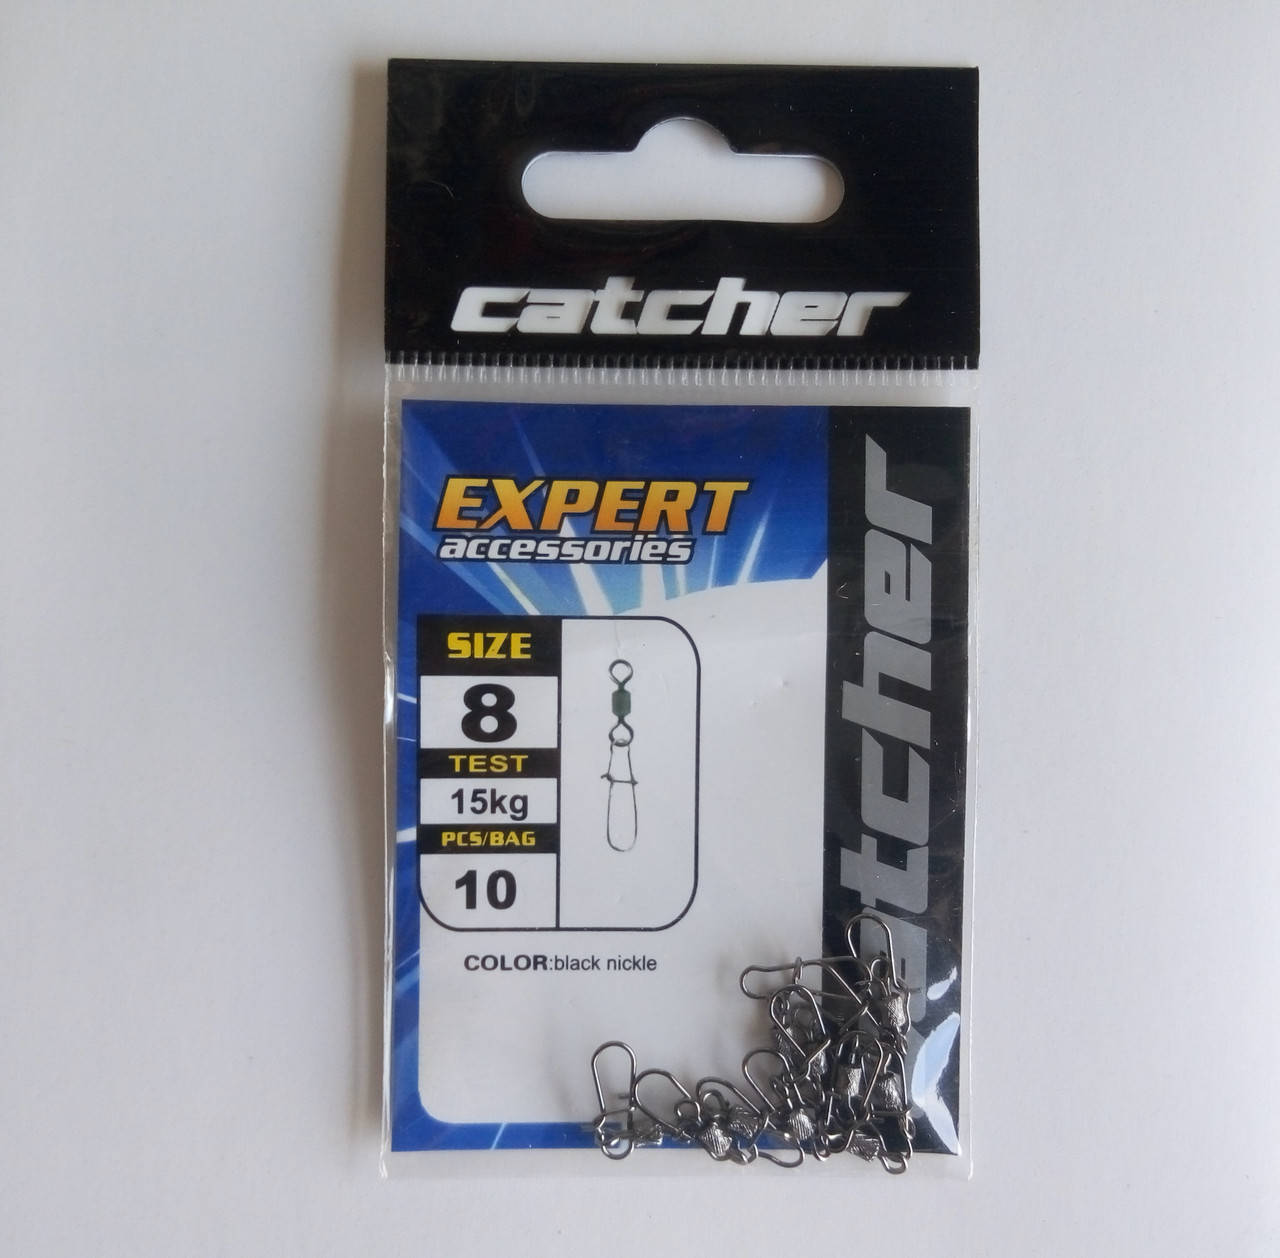 catcher
EXPERT
accessories
SIZE
8
TEST
15kg
PCS/BAG
10
COLOR:black nickle
catcher